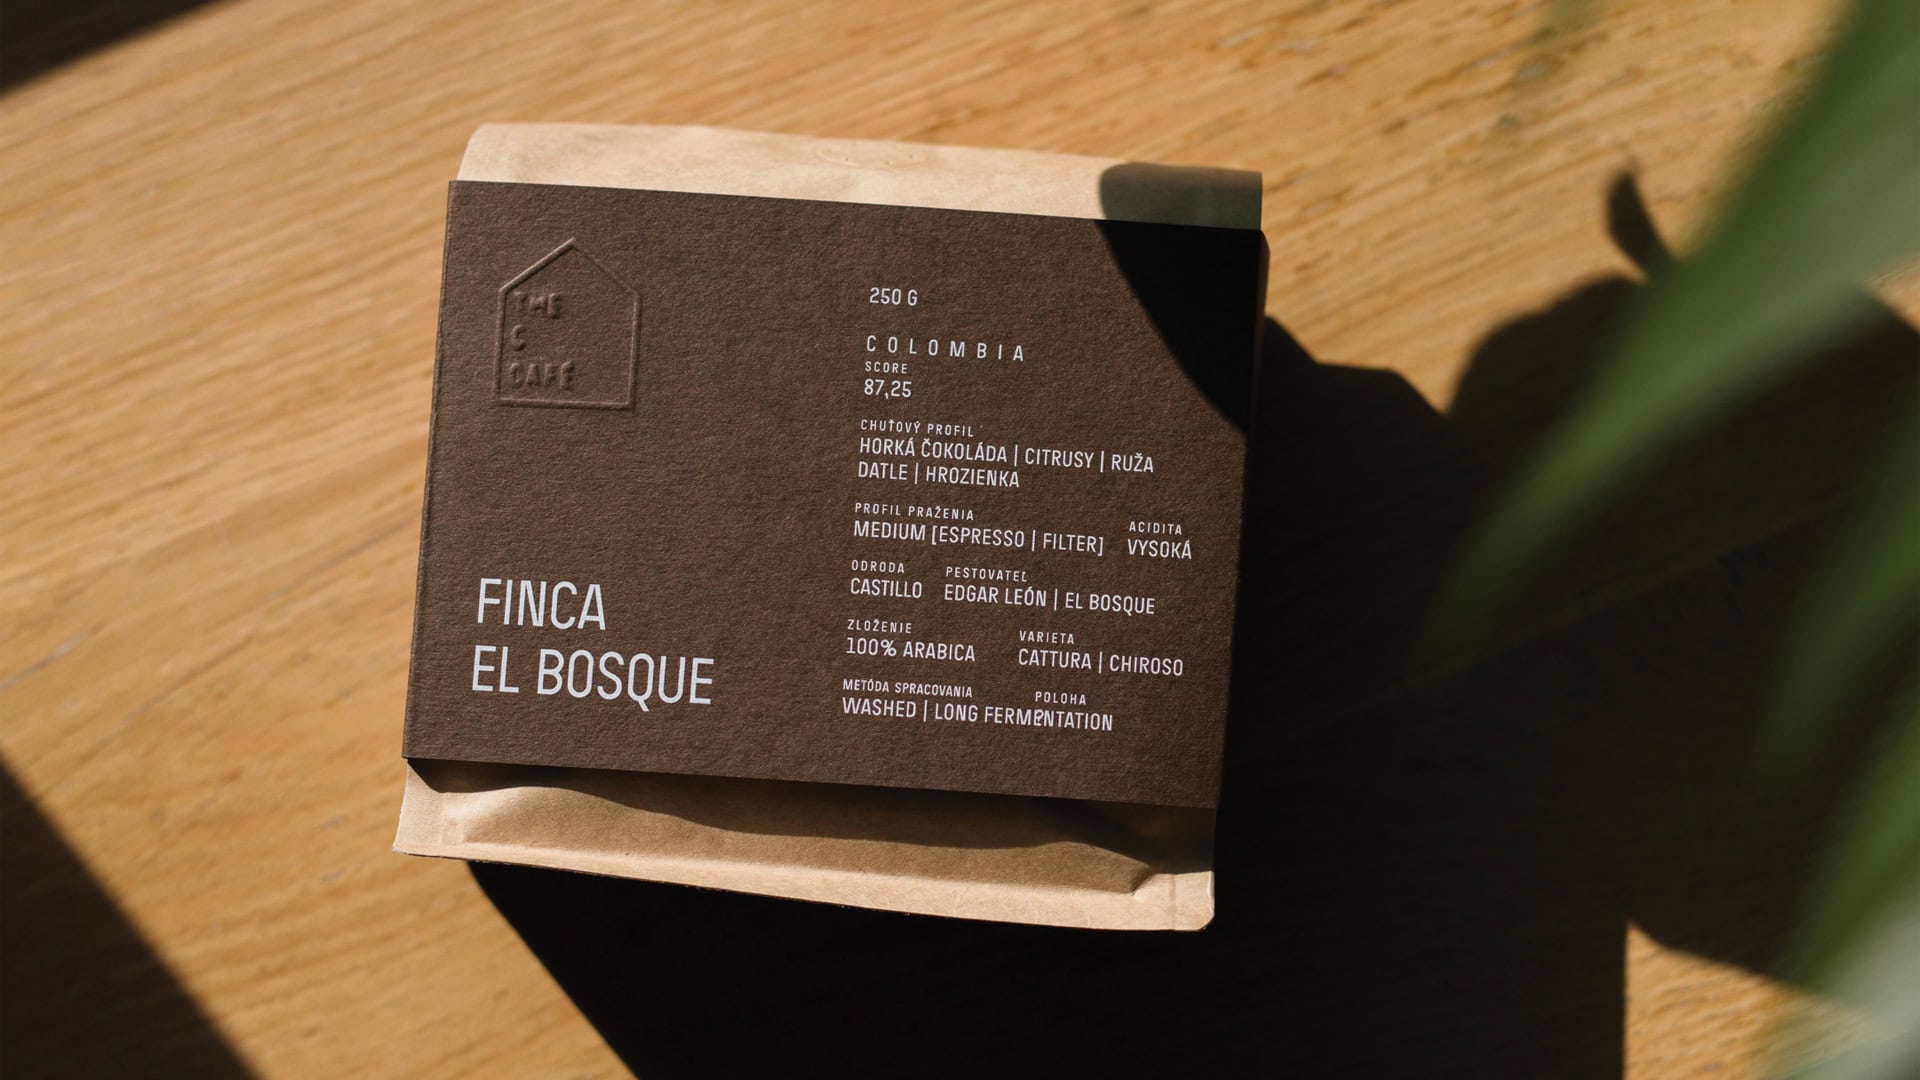 THE
S
CAFÉ
FINCA
EL BOSQUE
250 G
COLOMBIA
SCORE
87,25
CHUŤOVÝ PROFIL
HORKÁ ČOKOLÁDA | CITRUSY | RUŽA
DATLE | HROZIENKA
PROFIL PRAŽENIA
MEDIUM [ESPRESSO | FILTER]
ACIDITA
VYSOKÁ
ODRODA
CASTILLO
PESTOVATEĽ
EDGAR LEÓN | EL BOSQUE
ZLOŽENIE
100% ARABICA
VARIETA
CATTURA | CHIROSO
METÓDA SPRACOVANIA
WASHED | LONG FERMENTATION
POLOHA